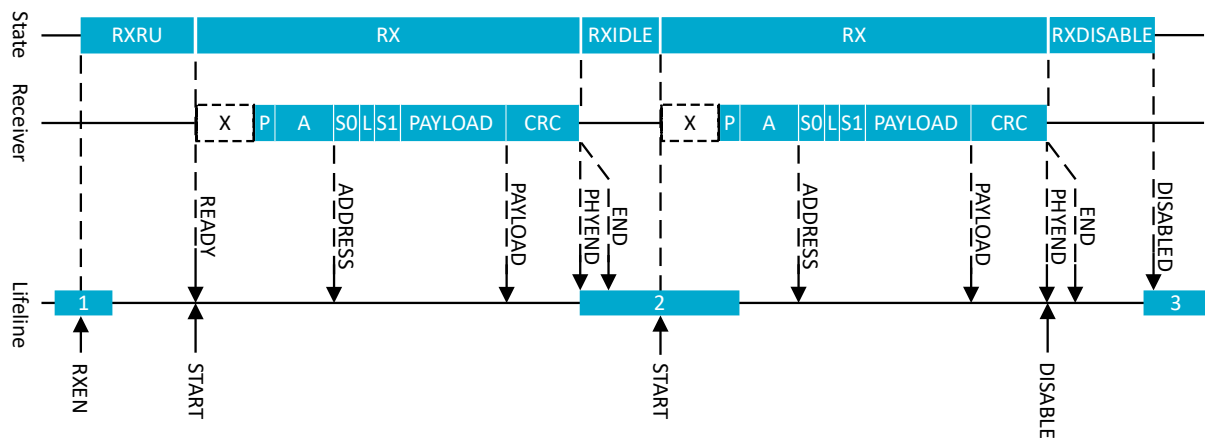 State
RXRU
RX
RXIDLE
RX
RXDISABLE
Receiver
X
P
A
S0
L
S1
PAYLOAD
CRC
X
P
A
S0
L
S1
PAYLOAD
CRC
READY
ADDRESS
PAYLOAD
PHYEND
END
ADDRESS
PAYLOAD
PHYEND
END
DISABLED
Lifeline
1
2
3
RXEN
START
START
DISABLE